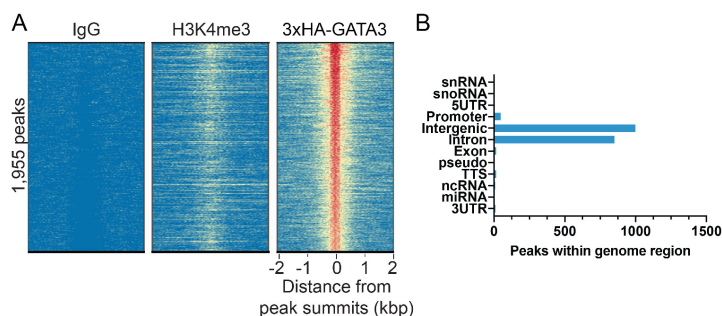 A
IgG
H3K4me3
3xHA-GATA3
1,955 peaks
-2 -1 0 1 2
Distance from
peak summits (kbp)
B
snRNA
snoRNA
5UTR
Promoter
Intergenic
Intron
Exon
pseudo
TTS
ncRNA
miRNA
3UTR
0 500 1000 1500
Peaks within genome region